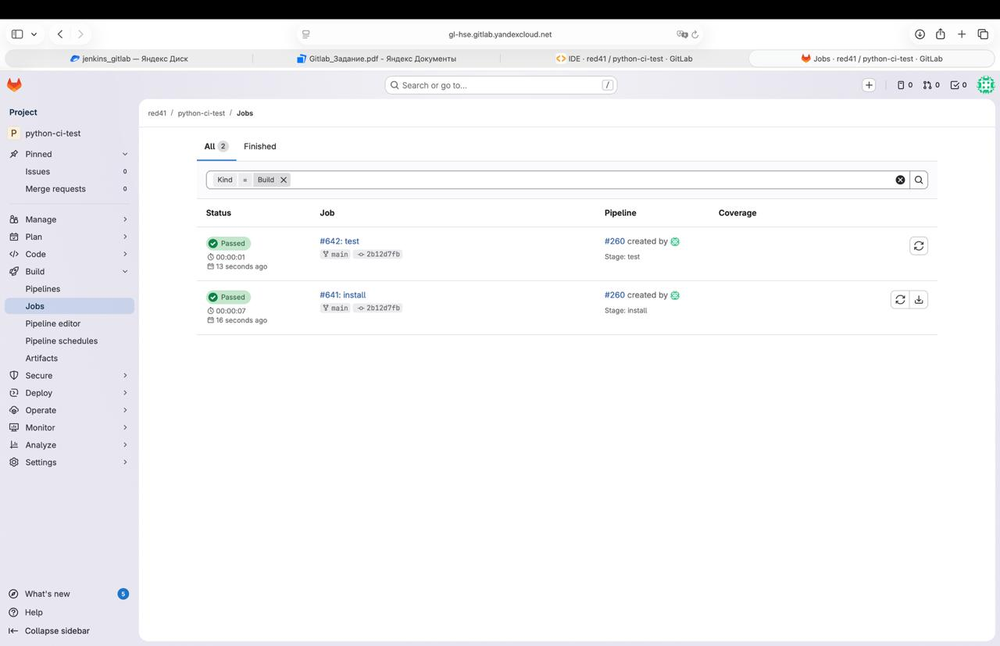 gl-hse.gitlab.yandexcloud.net
jenkins_gitlab — Яндекс Диск
Gitlab_Задание.pdf - Яндекс Документы
IDE · red41 / python-ci-test · GitLab
Jobs · red41 / python-ci-test · GitLab
Search or go to...
/
0
0
0
Project
P python-ci-test
Pinned
Issues 0
Merge requests 0
Manage
Plan
Code
Build
Pipelines
Jobs
Pipeline editor
Pipeline schedules
Artifacts
Secure
Deploy
Operate
Monitor
Analyze
Settings
What's new 5
Help
Collapse sidebar
red41 / python-ci-test / Jobs
All 2 Finished
Kind = Build
Status Job Pipeline Coverage
Passed
00:00:01
13 seconds ago
#642: test
main 2b12d7fb
#260 created by
Stage: test
Passed
00:00:07
16 seconds ago
#641: install
main 2b12d7fb
#260 created by
Stage: install